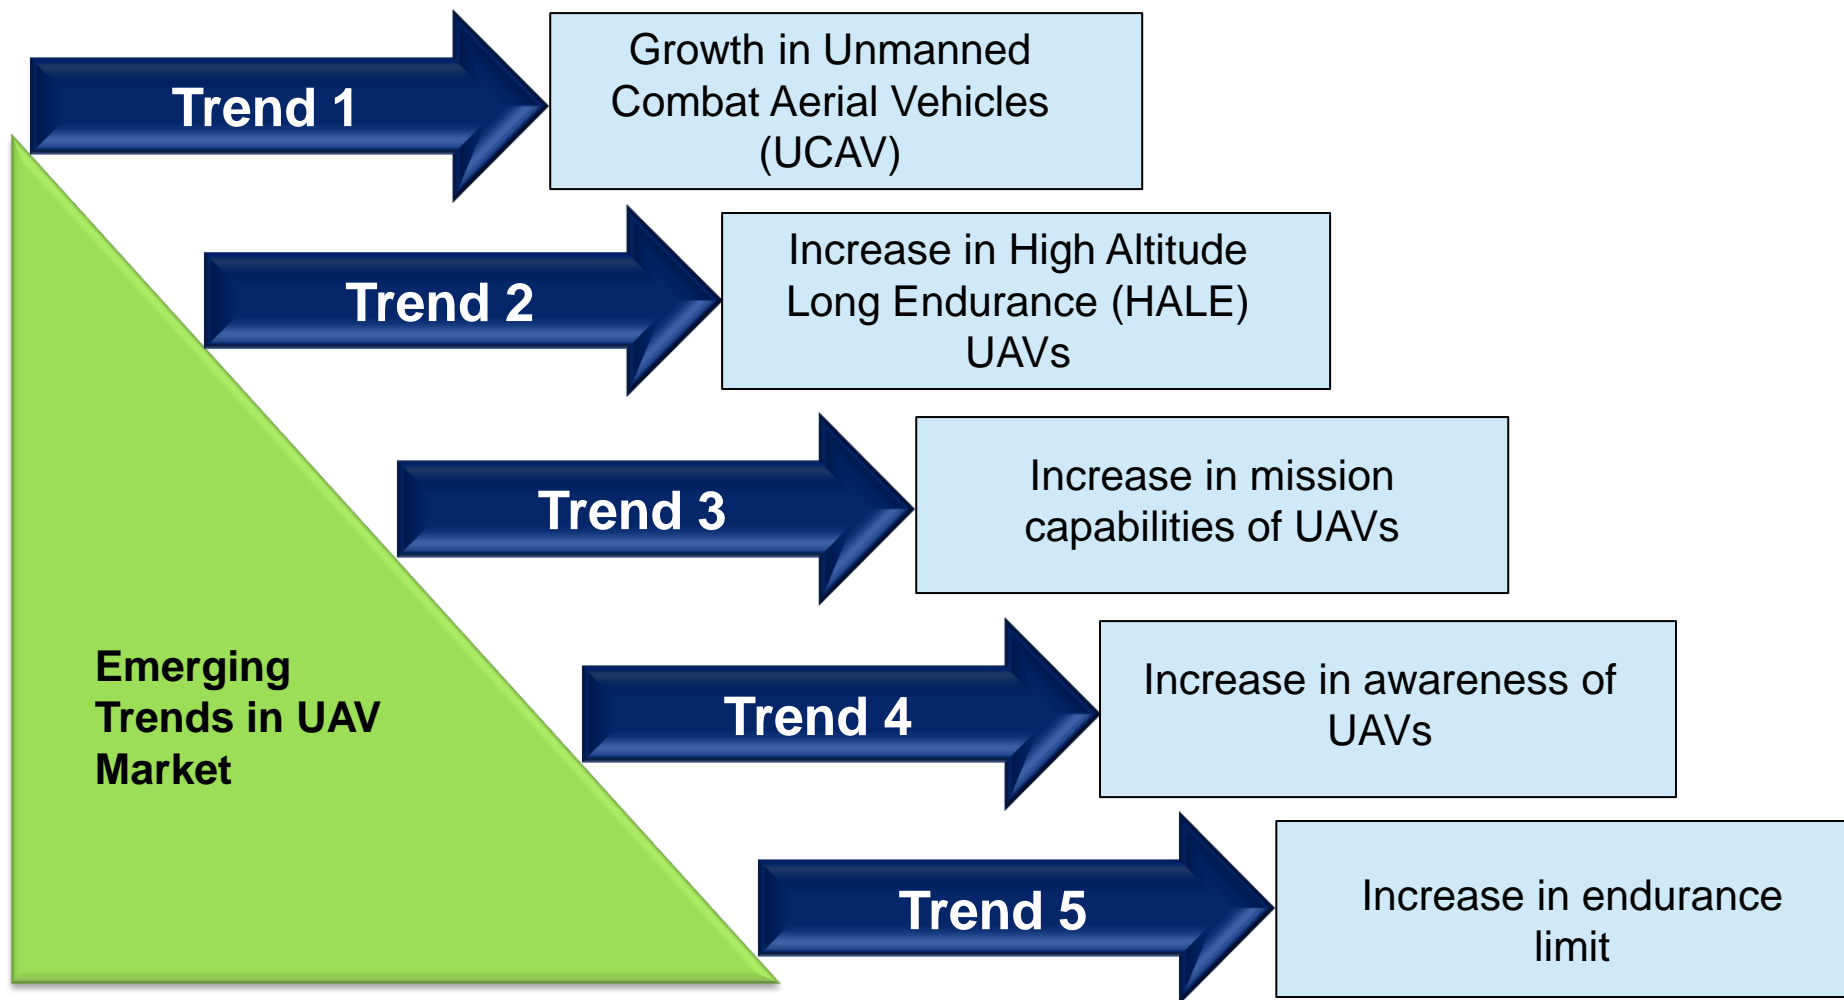 Trend 1
Growth in Unmanned
Combat Aerial Vehicles
(UCAV)
Trend 2
Increase in High Altitude
Long Endurance (HALE)
UAVs
Trend 3
Increase in mission
capabilities of UAVs
Emerging
Trends in UAV
Market
Trend 4
Increase in awareness of
UAVs
Trend 5
Increase in endurance
limit